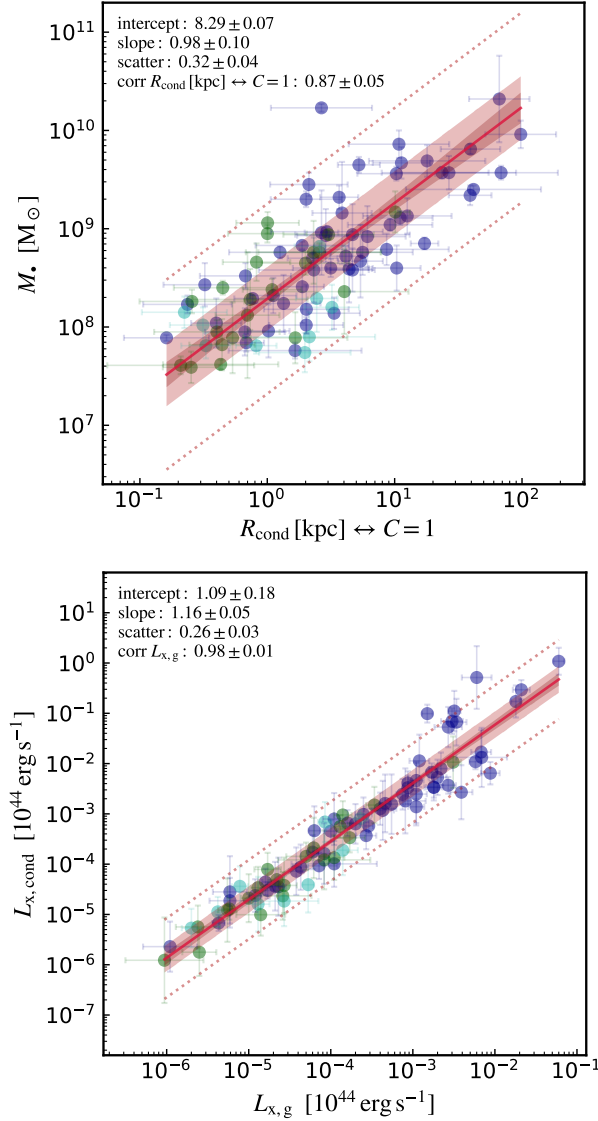 intercept: 8.29±0.07
slope: 0.98±0.10
scatter: 0.32±0.04
corr R_cond [kpc] ↔ C=1: 0.87±0.05
10^11
10^10
10^9
10^8
10^7
M• [M⊙]
10^−1 10^0 10^1 10^2
R_cond [kpc] ↔ C=1
intercept: 1.09±0.18
slope: 1.16±0.05
scatter: 0.26±0.03
corr L_x,g: 0.98±0.01
10^1
10^0
10^−1
10^−2
10^−3
10^−4
10^−5
10^−6
10^−7
L_x,cond [10^44 erg s^−1]
10^−6 10^−5 10^−4 10^−3 10^−2 10^−1
L_x,g [10^44 erg s^−1]